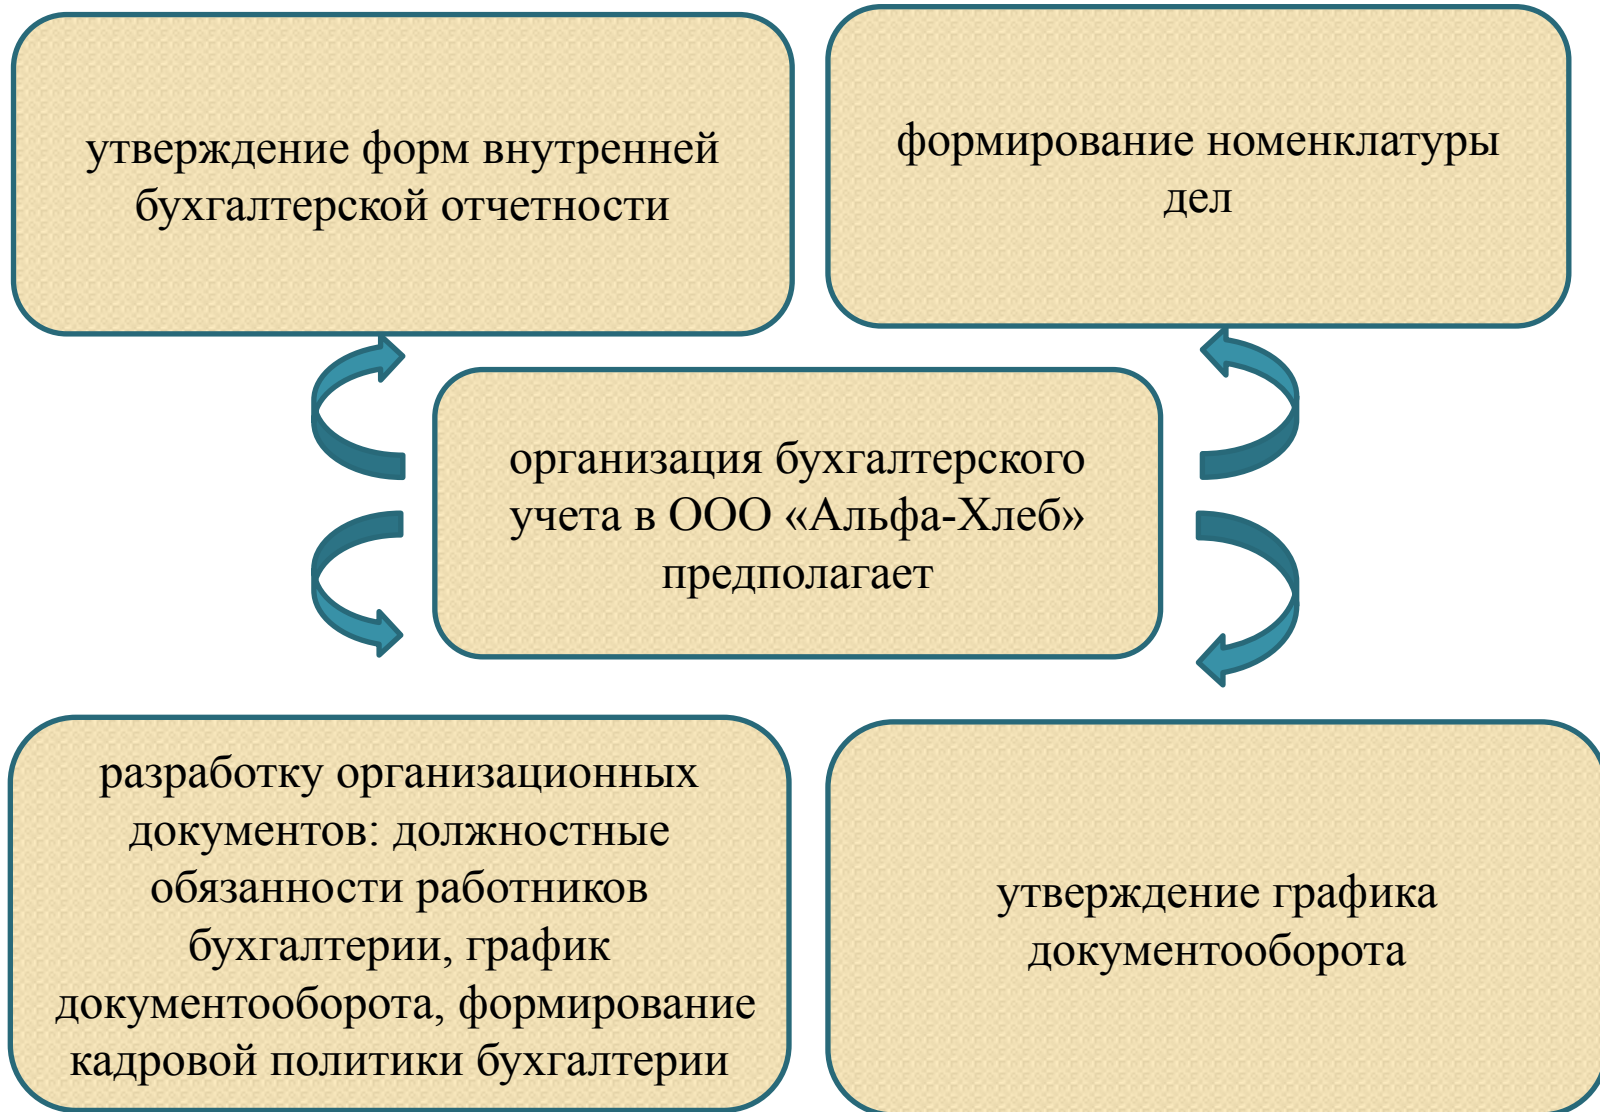 утверждение форм внутренней
бухгалтерской отчетности
формирование номенклатуры
дел
организация бухгалтерского
учета в ООО «Альфа-Хлеб»
предполагает
разработку организационных
документов: должностные
обязанности работников
бухгалтерии, график
документооборота, формирование
кадровой политики бухгалтерии
утверждение графика
документооборота